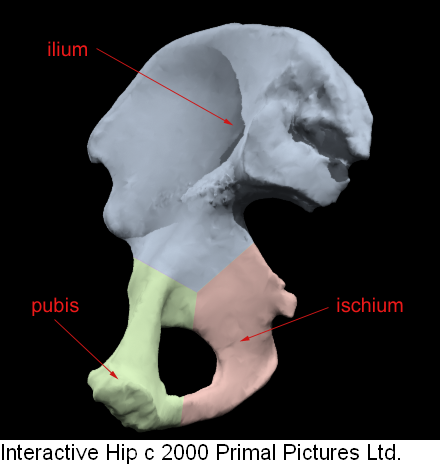 ilium
pubis
ischium
Interactive Hip c 2000 Primal Pictures Ltd.